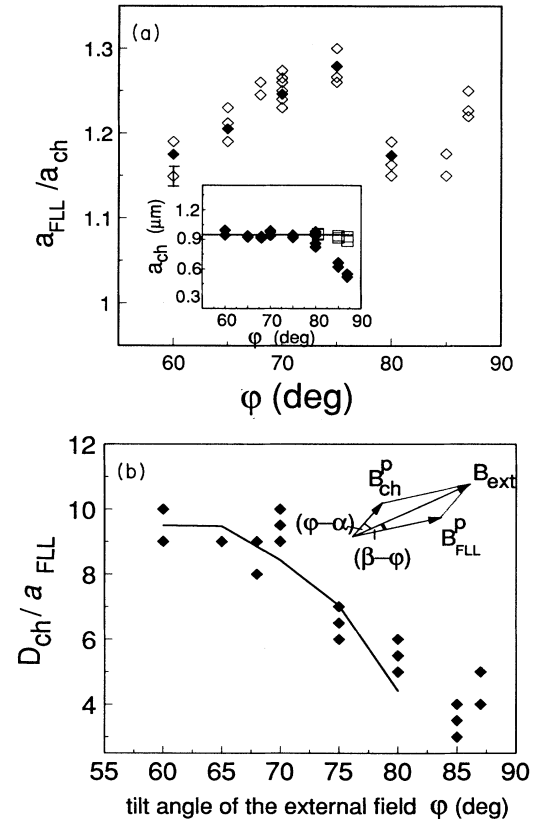 (a)
1.3
1.2
1.1
1
a_FLL /a_ch
1.2
0.9
0.6
0.3
a_ch (μm)
60 70 80 90
φ (deg)
60 70 80 90
φ (deg)
12
10
8
6
4
D_ch / a_FLL
(b)
B^p_ch
B_ext
(φ−α)
(β−φ)
B^p_FLL
55 60 65 70 75 80 85 90
tilt angle of the external field φ (deg)